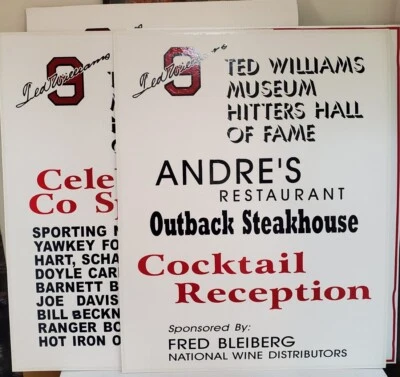 Ted Williams
9
TED WILLIAMS
MUSEUM
HITTERS HALL
OF FAME
ANDRE'S
RESTAURANT
Outback Steakhouse
Cocktail
Reception
Sponsored By:
FRED BLEIBERG
NATIONAL WINE DISTRIBUTORS
Ted Williams
9
Cele
Co S
SPORTING
YAWKEY FO
HART, SCHA
DOYLE CAR
BARNETT B
JOE DAVIS
BILL BECKN
RANGER BO
HOT IRON O